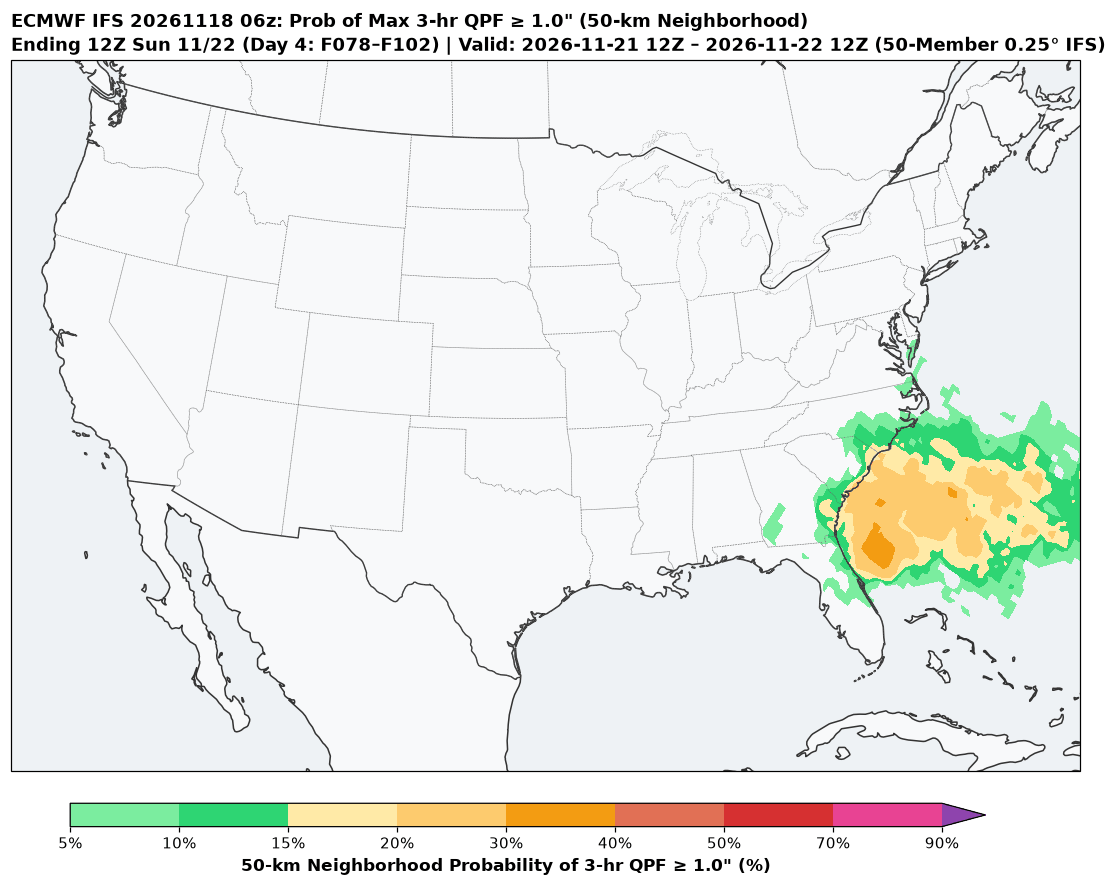 ECMWF IFS 20261118 06z: Prob of Max 3-hr QPF ≥ 1.0" (50-km Neighborhood)
Ending 12Z Sun 11/22 (Day 4: F078–F102) | Valid: 2026-11-21 12Z – 2026-11-22 12Z (50-Member 0.25° IFS)
5% 10% 15% 20% 30% 40% 50% 70% 90%
50-km Neighborhood Probability of 3-hr QPF ≥ 1.0" (%)